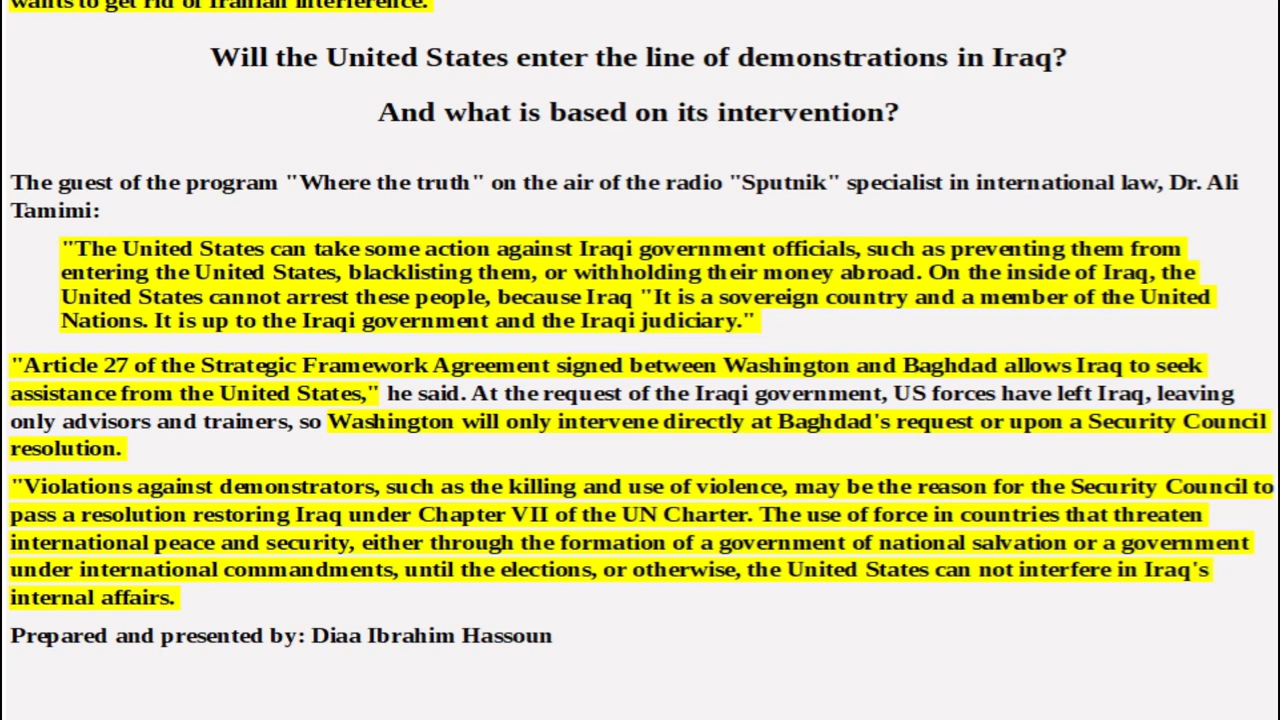 wants to get rid of Iranian interference.
Will the United States enter the line of demonstrations in Iraq?
And what is based on its intervention?
The guest of the program "Where the truth" on the air of the radio "Sputnik" specialist in international law, Dr. Ali
Tamimi:
"The United States can take some action against Iraqi government officials, such as preventing them from
entering the United States, blacklisting them, or withholding their money abroad. On the inside of Iraq, the
United States cannot arrest these people, because Iraq "It is a sovereign country and a member of the United
Nations. It is up to the Iraqi government and the Iraqi judiciary."
"Article 27 of the Strategic Framework Agreement signed between Washington and Baghdad allows Iraq to seek
assistance from the United States," he said. At the request of the Iraqi government, US forces have left Iraq, leaving
only advisors and trainers, so Washington will only intervene directly at Baghdad's request or upon a Security Council
resolution.
"Violations against demonstrators, such as the killing and use of violence, may be the reason for the Security Council to
pass a resolution restoring Iraq under Chapter VII of the UN Charter. The use of force in countries that threaten
international peace and security, either through the formation of a government of national salvation or a government
under international commandments, until the elections, or otherwise, the United States can not interfere in Iraq's
internal affairs.
Prepared and presented by: Diaa Ibrahim Hassoun